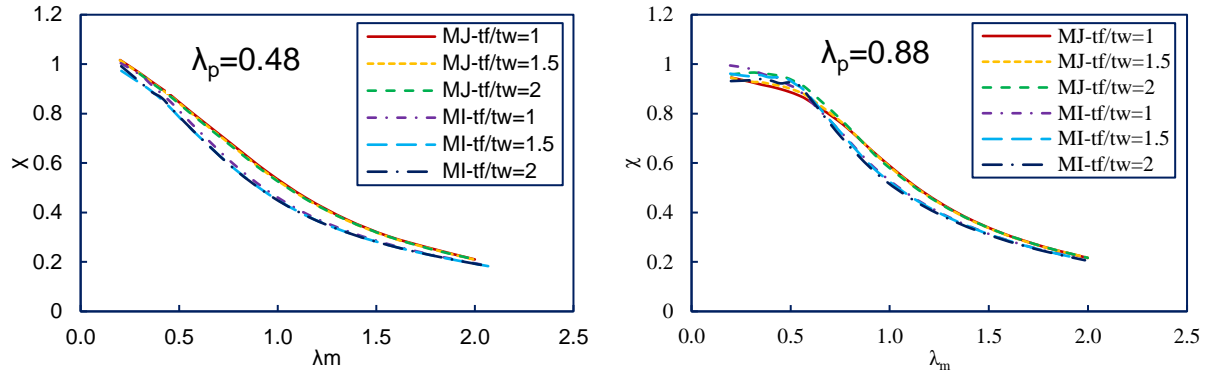 1.2
1
0.8
0.6
0.4
0.2
0
χ
0.0 0.5 1.0 1.5 2.0 2.5
λm
λp=0.48
MJ-tf/tw=1
MJ-tf/tw=1.5
MJ-tf/tw=2
MI-tf/tw=1
MI-tf/tw=1.5
MI-tf/tw=2
1.2
1
0.8
0.6
0.4
0.2
0
χ
0.0 0.5 1.0 1.5 2.0 2.5
λm
λp=0.88
MJ-tf/tw=1
MJ-tf/tw=1.5
MJ-tf/tw=2
MI-tf/tw=1
MI-tf/tw=1.5
MI-tf/tw=2